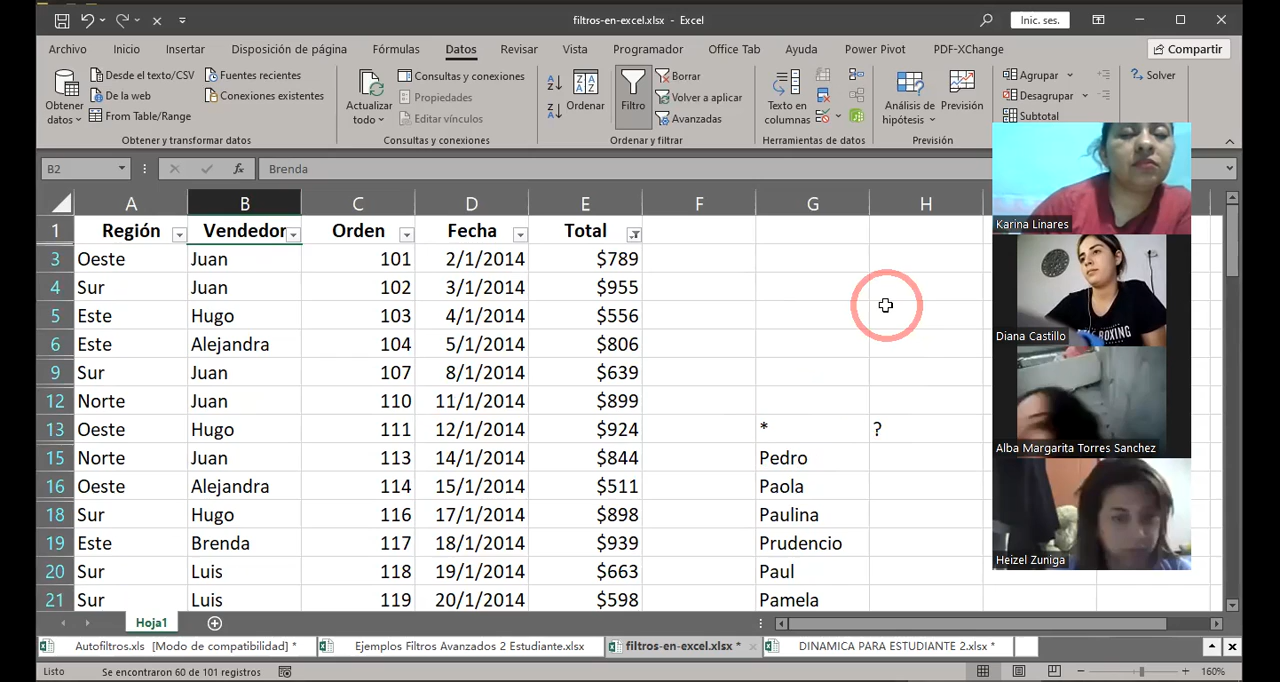 filtros-en-excel.xlsx - Excel
Inic. ses.
Archivo Inicio Insertar Disposición de página Fórmulas Datos Revisar Vista Programador Office Tab Ayuda Power Pivot PDF-XChange Compartir
Obtener datos
Desde el texto/CSV
De la web
From Table/Range
Fuentes recientes
Conexiones existentes
Obtener y transformar datos
Actualizar todo
Consultas y conexiones
Propiedades
Editar vínculos
Consultas y conexiones
Ordenar
Filtro
Borrar
Volver a aplicar
Avanzadas
Ordenar y filtrar
Texto en columnas
Herramientas de datos
Análisis de hipótesis
Previsión
Previsión
Agrupar
Desagrupar
Subtotal
Solver
B2 fx Brenda
A B C D E F G H
1 Región Vendedor Orden Fecha Total
3 Oeste Juan 101 2/1/2014 $789
4 Sur Juan 102 3/1/2014 $955
5 Este Hugo 103 4/1/2014 $556
6 Este Alejandra 104 5/1/2014 $806
9 Sur Juan 107 8/1/2014 $639
12 Norte Juan 110 11/1/2014 $899
13 Oeste Hugo 111 12/1/2014 $924 * ?
15 Norte Juan 113 14/1/2014 $844 Pedro
16 Oeste Alejandra 114 15/1/2014 $511 Paola
18 Sur Hugo 116 17/1/2014 $898 Paulina
19 Este Brenda 117 18/1/2014 $939 Prudencio
20 Sur Luis 118 19/1/2014 $663 Paul
21 Sur Luis 119 20/1/2014 $598 Pamela
Karina Linares
Diana Castillo
BOXING
Alba Margarita Torres Sanchez
Heizel Zuniga
Hoja1
Autofiltros.xls [Modo de compatibilidad] * Ejemplos Filtros Avanzados 2 Estudiante.xlsx filtros-en-excel.xlsx * DINAMICA PARA ESTUDIANTE 2.xlsx *
Listo Se encontraron 60 de 101 registros 160%